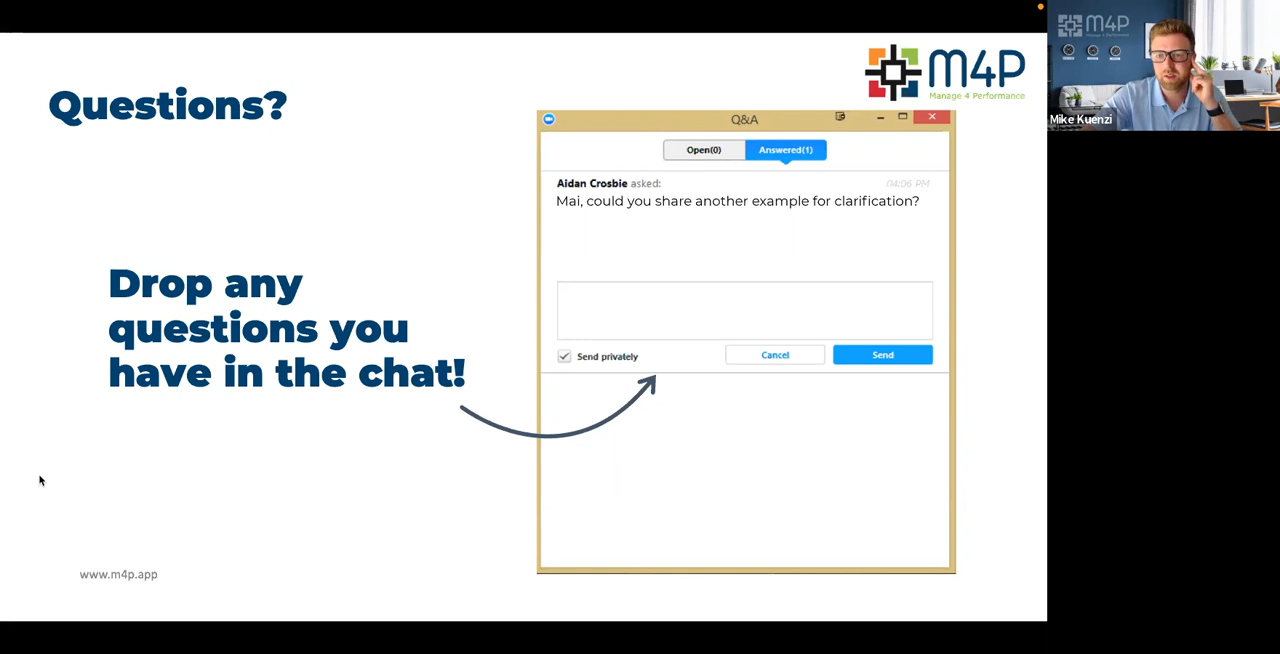 Questions?
M4P
Manage 4 Performance
M4P
Mike Kuenzi
Q&A
Open(0)
Answered(1)
Aidan Crosbie asked:
04:06 PM
Mai, could you share another example for clarification?
Drop any
questions you
have in the chat!
Send privately
Cancel
Send
www.m4p.app